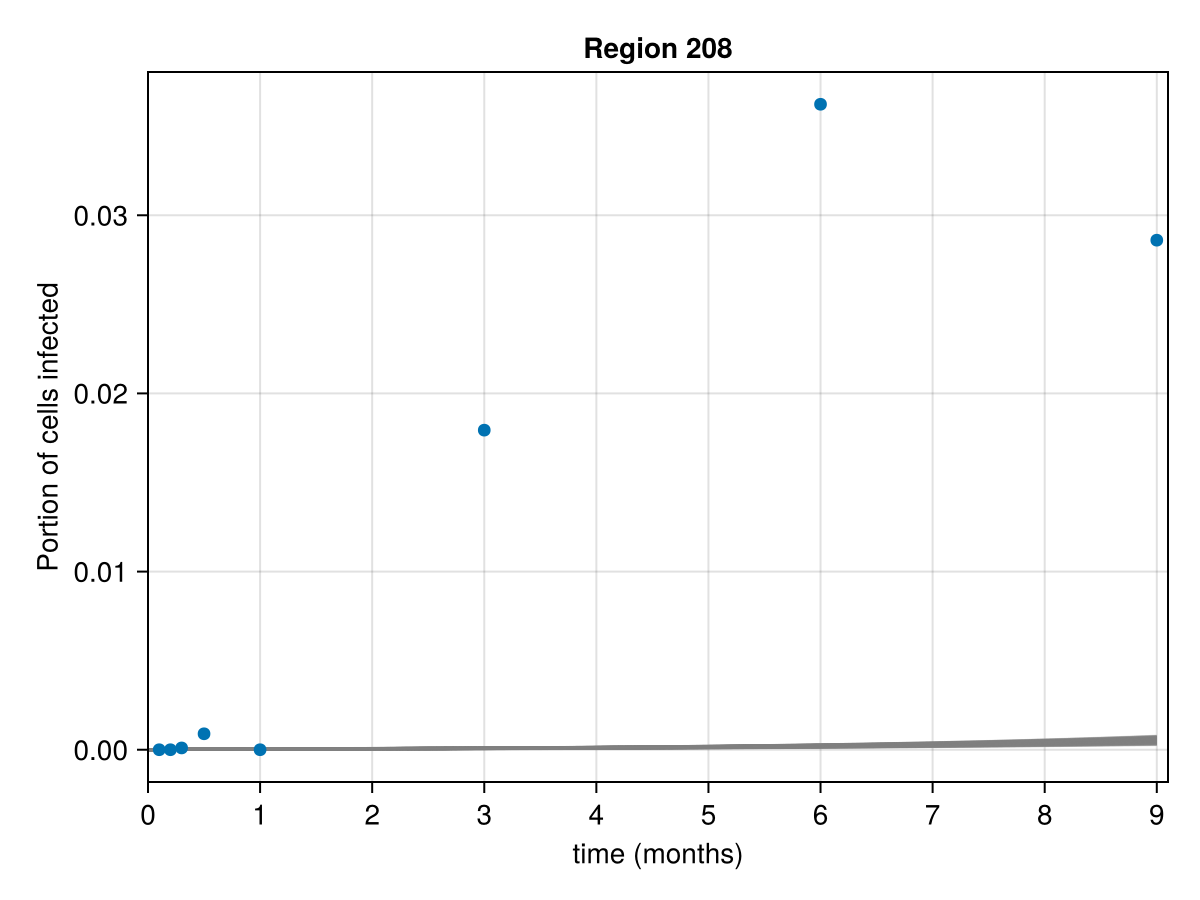 Region 208
Portion of cells infected
0.03
0.02
0.01
0.00
0 1 2 3 4 5 6 7 8 9
time (months)